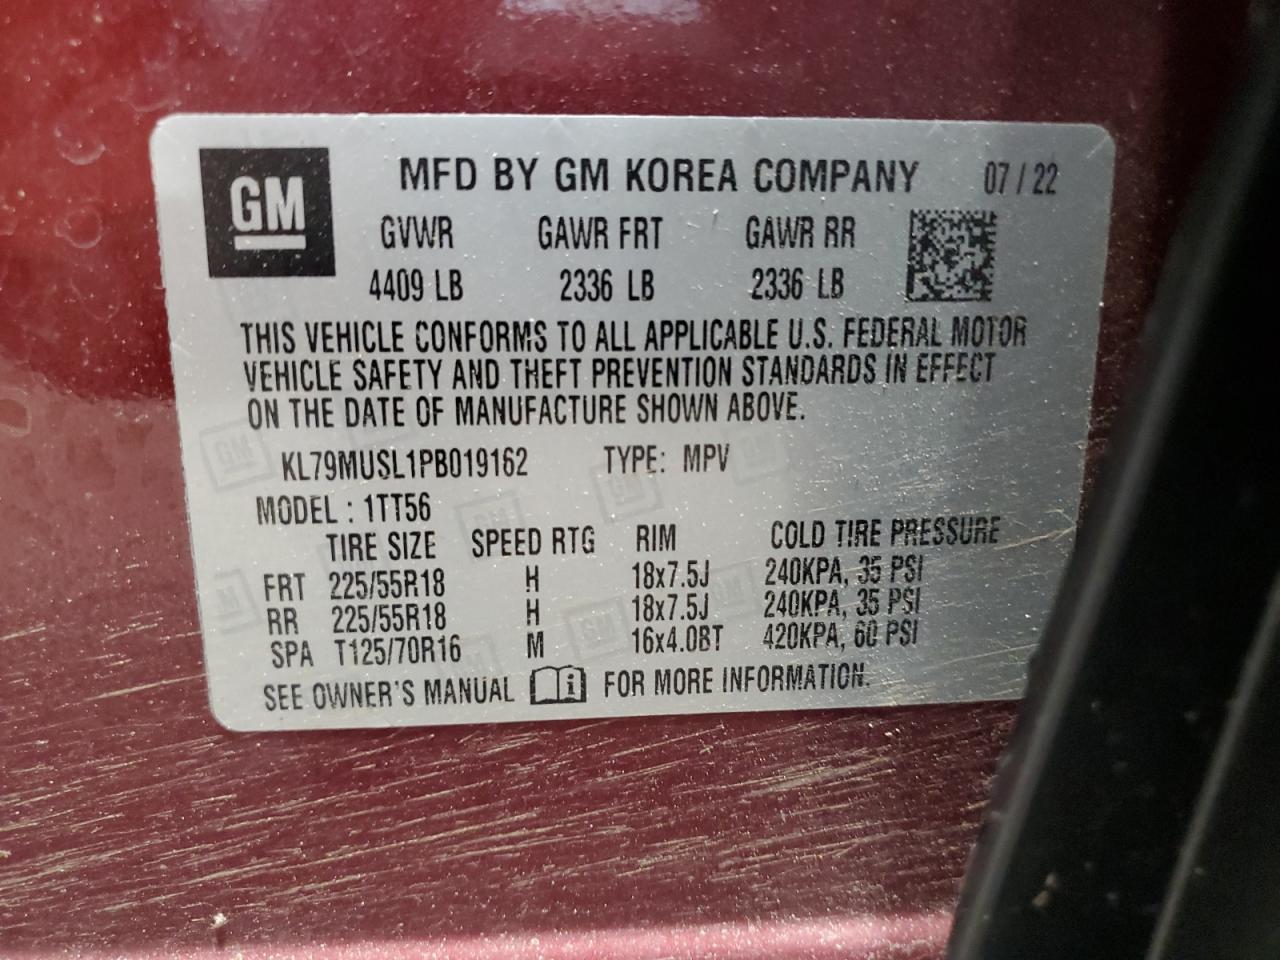 GM
MFD BY GM KOREA COMPANY 07 / 22
GVWR GAWR FRT GAWR RR
4409 LB 2336 LB 2336 LB
THIS VEHICLE CONFORMS TO ALL APPLICABLE U.S. FEDERAL MOTOR
VEHICLE SAFETY AND THEFT PREVENTION STANDARDS IN EFFECT
ON THE DATE OF MANUFACTURE SHOWN ABOVE.
KL79MUSL1PB019162 TYPE: MPV
MODEL : 1TT56
TIRE SIZE SPEED RTG RIM COLD TIRE PRESSURE
FRT 225/55R18 H 18x7.5J 240KPA, 35 PSI
RR 225/55R18 H 18x7.5J 240KPA, 35 PSI
SPA T125/70R16 M 16x4.0BT 420KPA, 60 PSI
SEE OWNER'S MANUAL i FOR MORE INFORMATION.